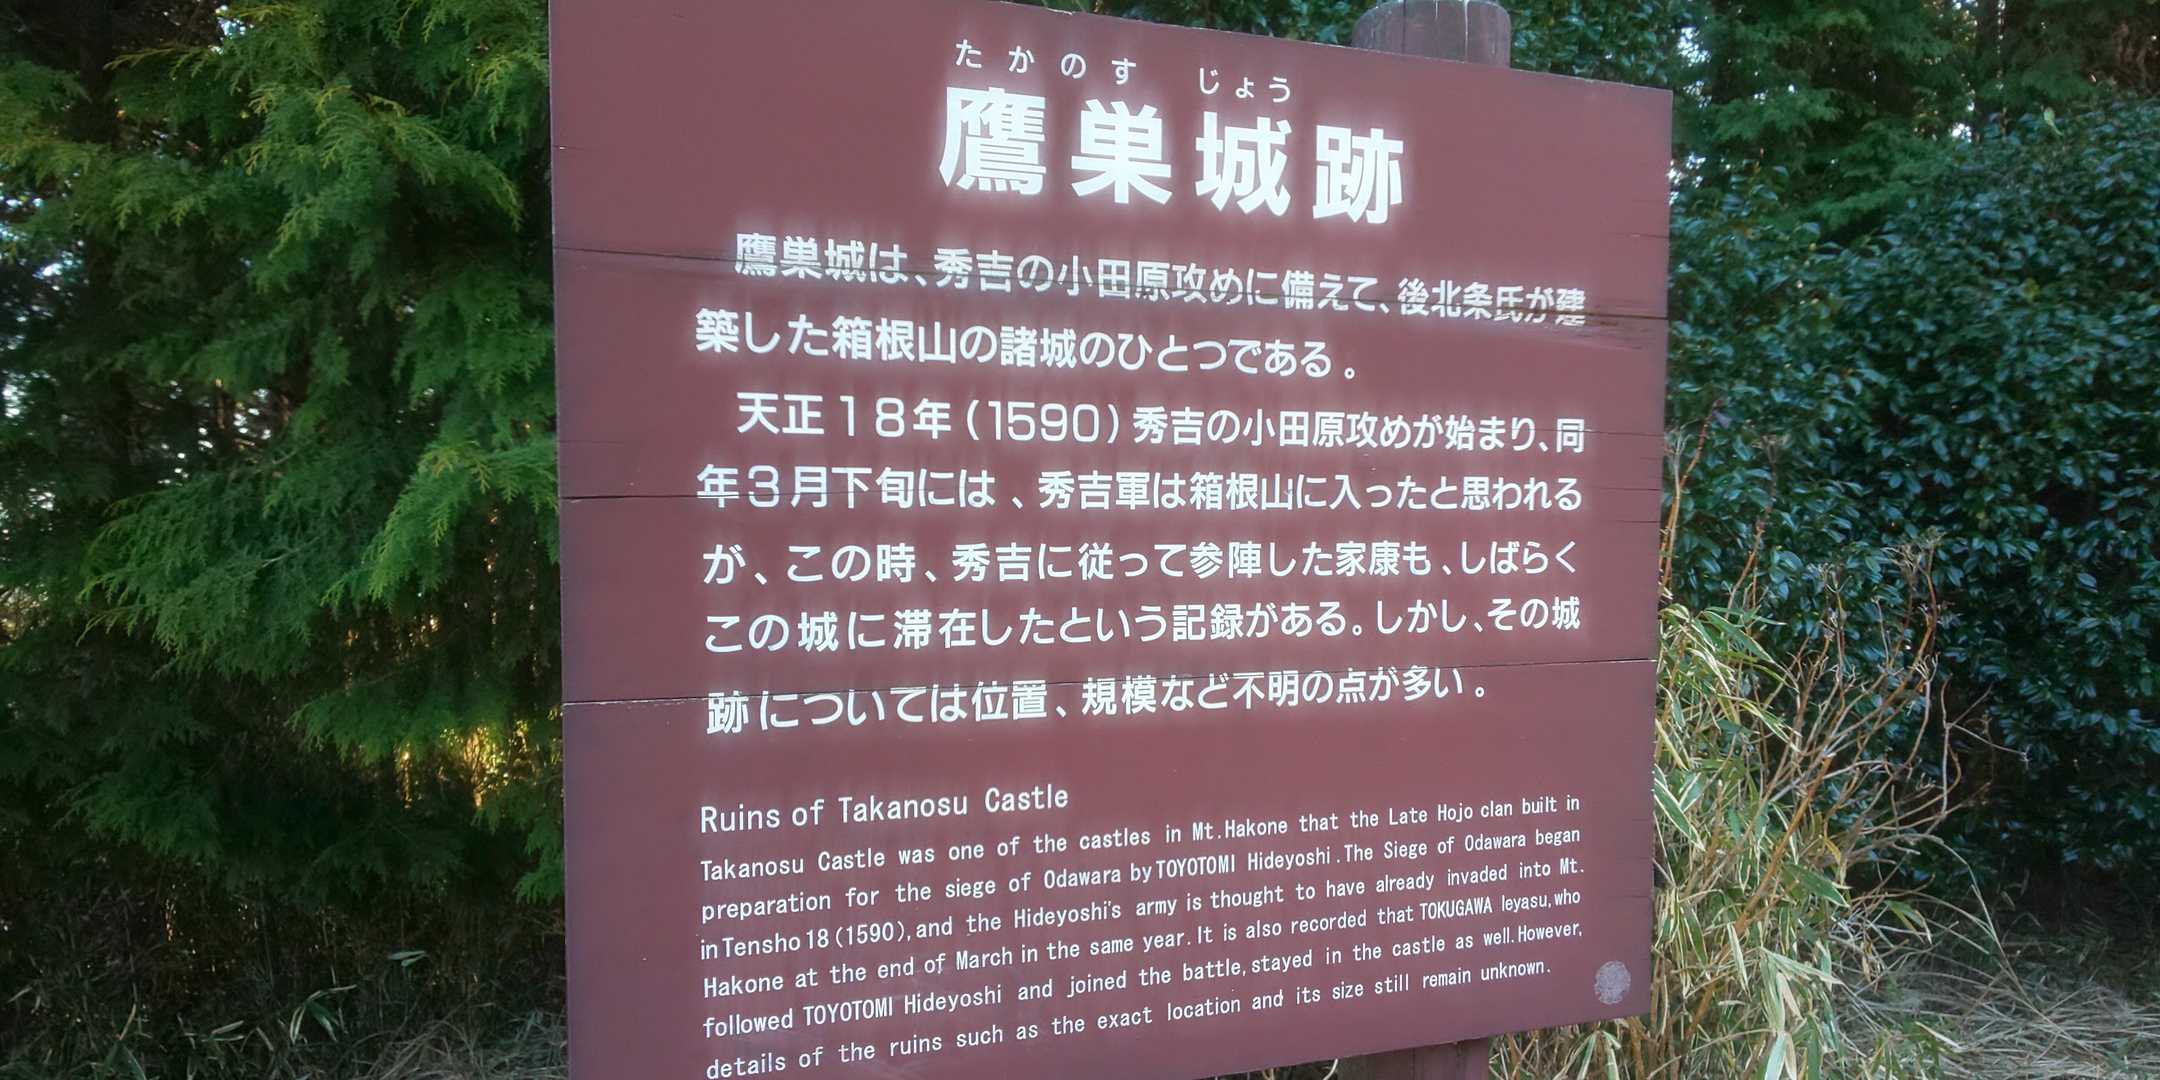 たかのす じょう
鷹巣城跡
鷹巣城は、秀吉の小田原攻めに備えて、後北条氏が建
築した箱根山の諸城のひとつである。
天正18年(1590)秀吉の小田原攻めが始まり、同
年3月下旬には、秀吉軍は箱根山に入ったと思われる
が、この時、秀吉に従って参陣した家康も、しばらく
この城に滞在したという記録がある。しかし、その城
跡については位置、規模など不明の点が多い。
Ruins of Takanosu Castle
Takanosu Castle was one of the castles in Mt.Hakone that the Late Hojo clan built in
preparation for the siege of Odawara by TOYOTOMI Hideyoshi.The Siege of Odawara began
in Tensho 18 (1590),and the Hideyoshi's army is thought to have already invaded into Mt.
Hakone at the end of March in the same year.It is also recorded that TOKUGAWA Ieyasu,who
followed TOYOTOMI Hideyoshi and joined the battle,stayed in the castle as well.However,
details of the ruins such as the exact location and its size still remain unknown.